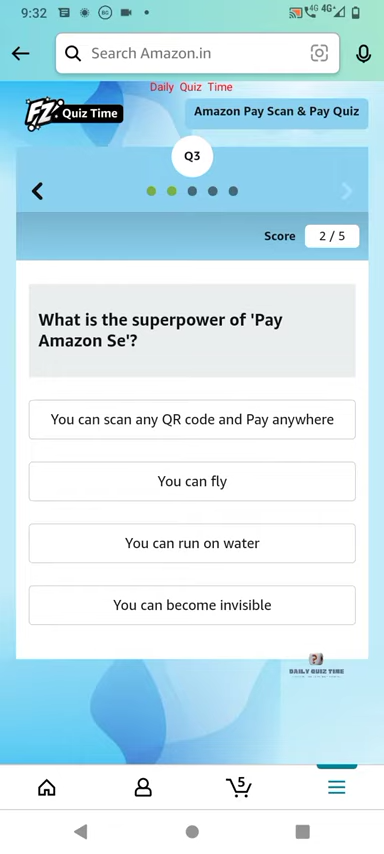 9:32
4G 4G+
Search Amazon.in
Daily Quiz Time
FZ. Quiz Time
Amazon Pay Scan & Pay Quiz
Q3
Score 2 / 5
What is the superpower of 'Pay
Amazon Se'?
You can scan any QR code and Pay anywhere
You can fly
You can run on water
You can become invisible
DAILY QUIZ TIME
5